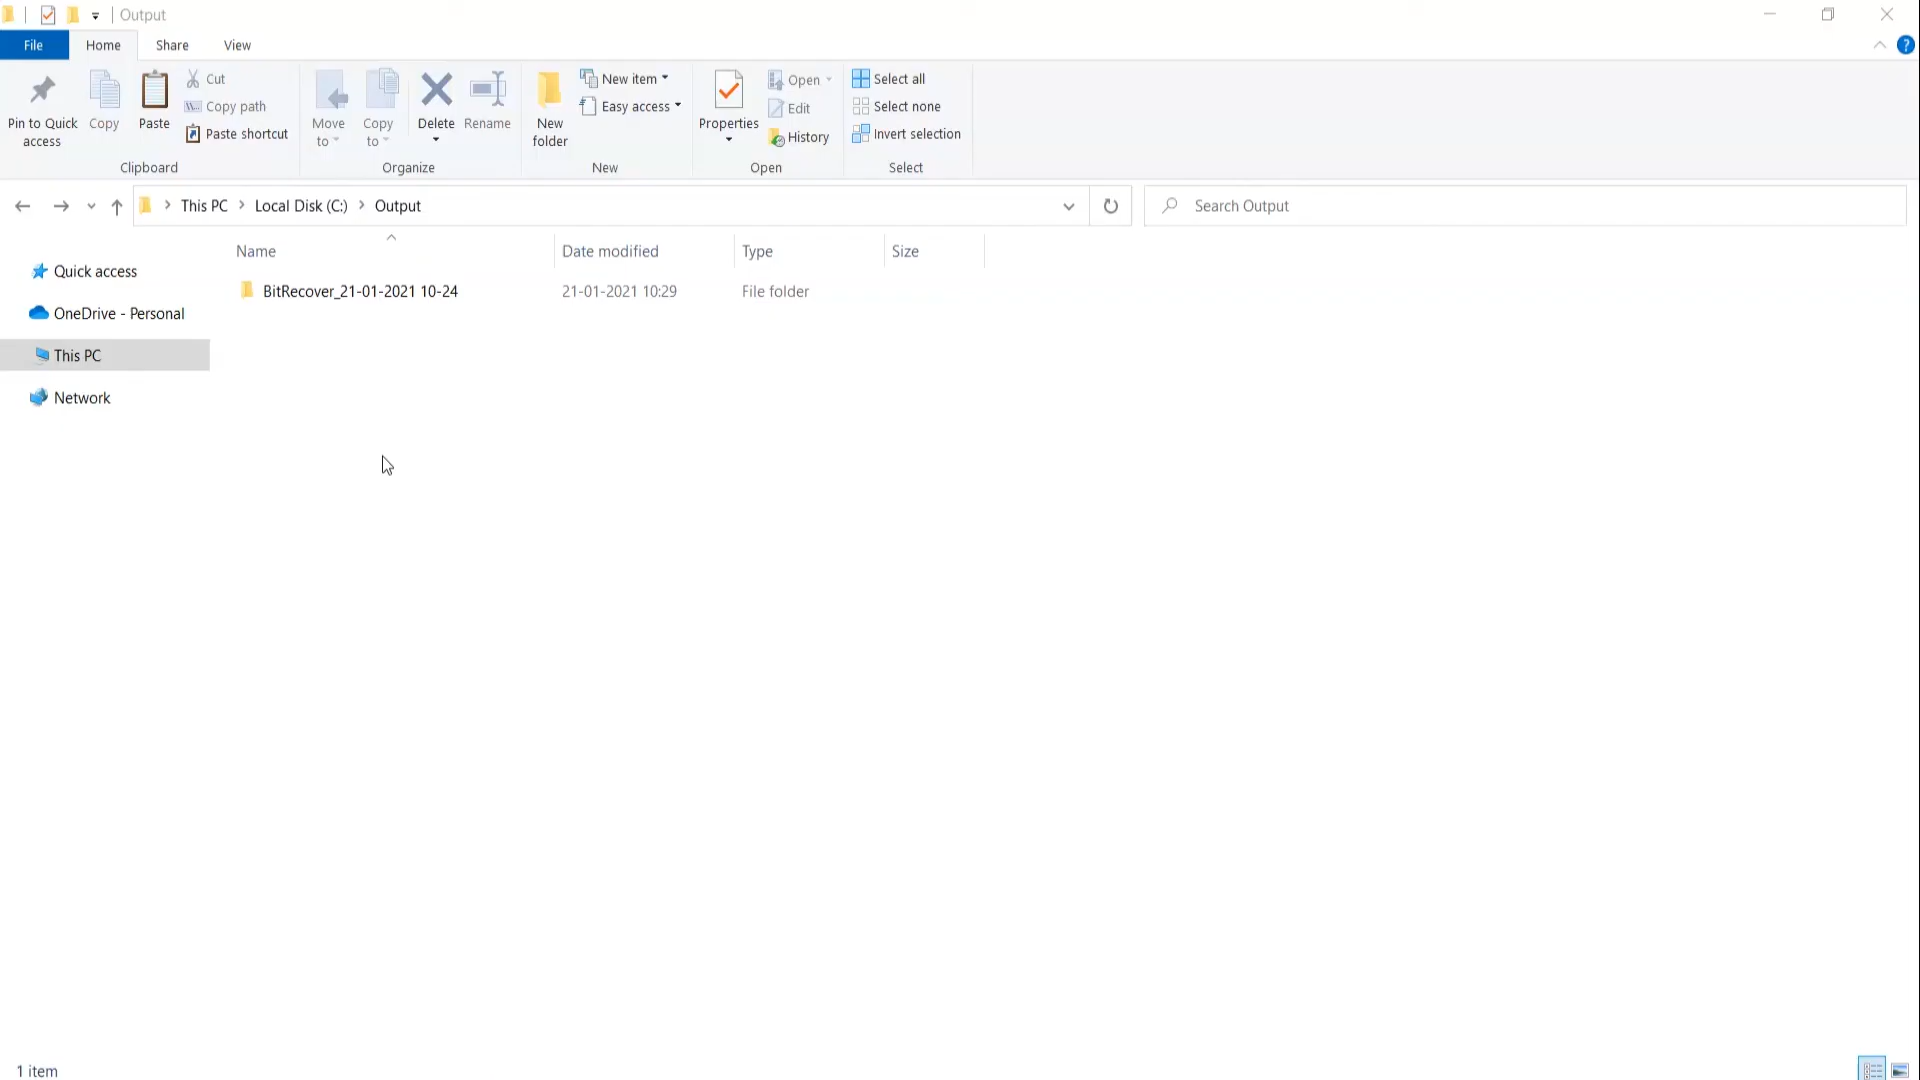 Output
File Home Share View
Pin to Quick access
Copy
Paste
Cut
Copy path
Paste shortcut
Clipboard
Move to
Copy to
Delete
Rename
Organize
New folder
New item
Easy access
New
Properties
Open
Edit
History
Open
Select all
Select none
Invert selection
Select
This PC > Local Disk (C:) > Output
Search Output
Name Date modified Type Size
BitRecover_21-01-2021 10-24 21-01-2021 10:29 File folder
Quick access
OneDrive - Personal
This PC
Network
1 item